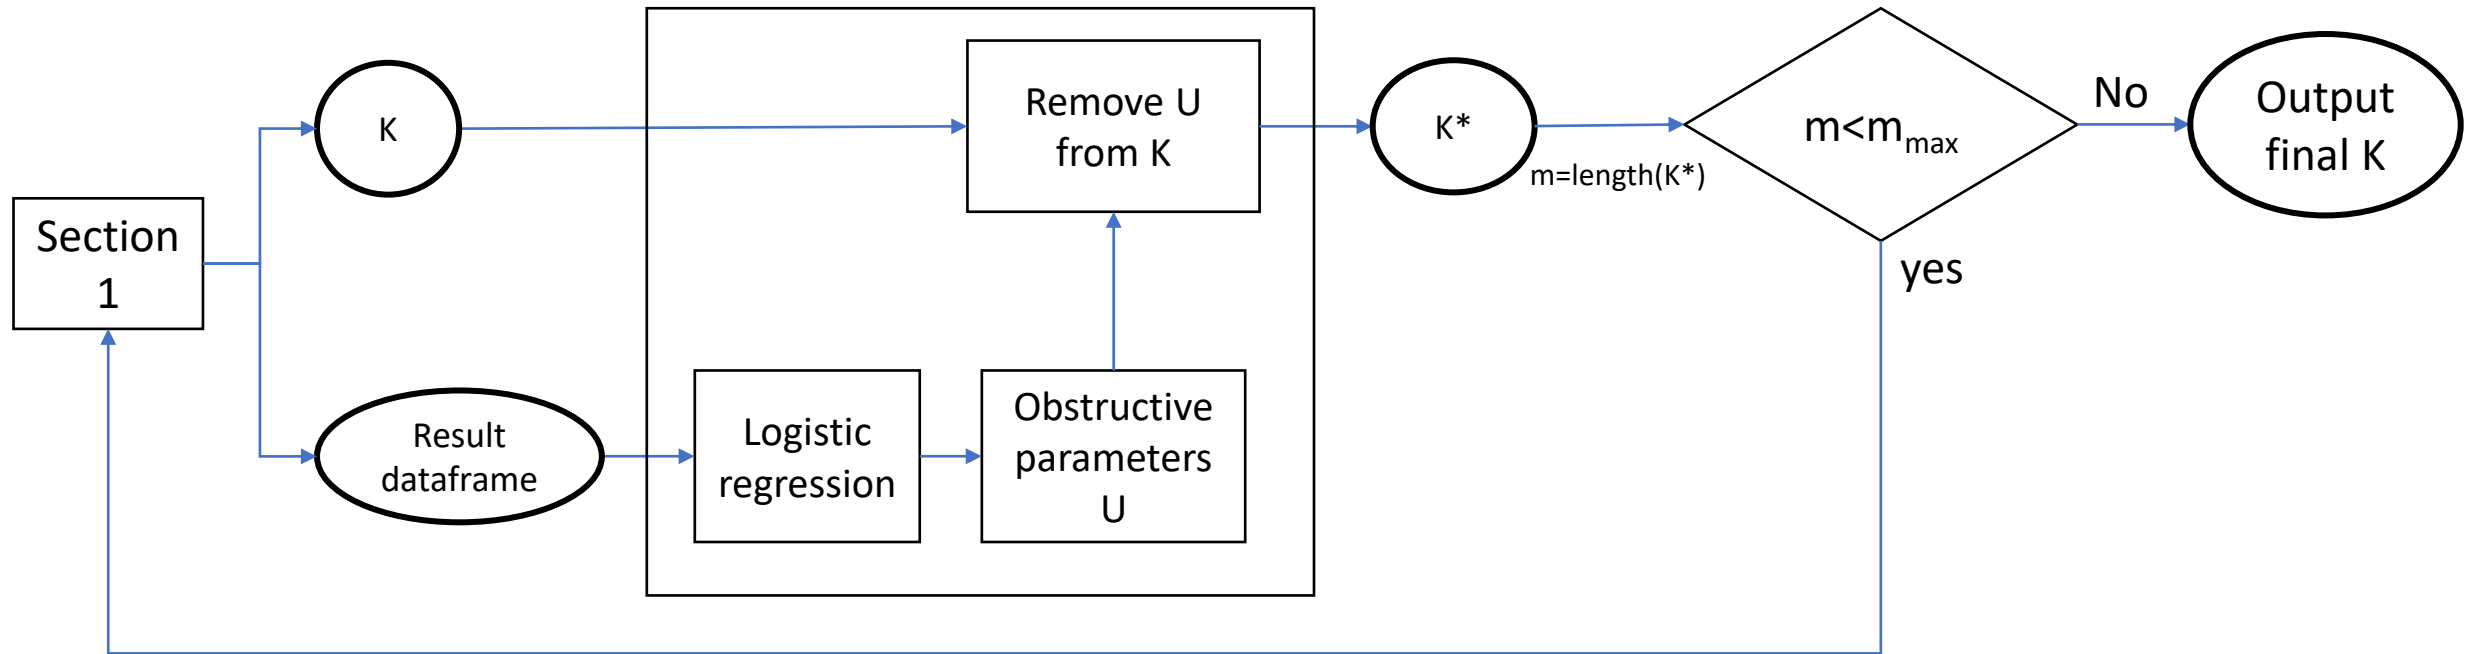 Section
1
K
Result
dataframe
Logistic
regression
Obstructive
parameters
U
Remove U
from K
K*
m=length(K*)
m<mmax
yes
No
Output
final K